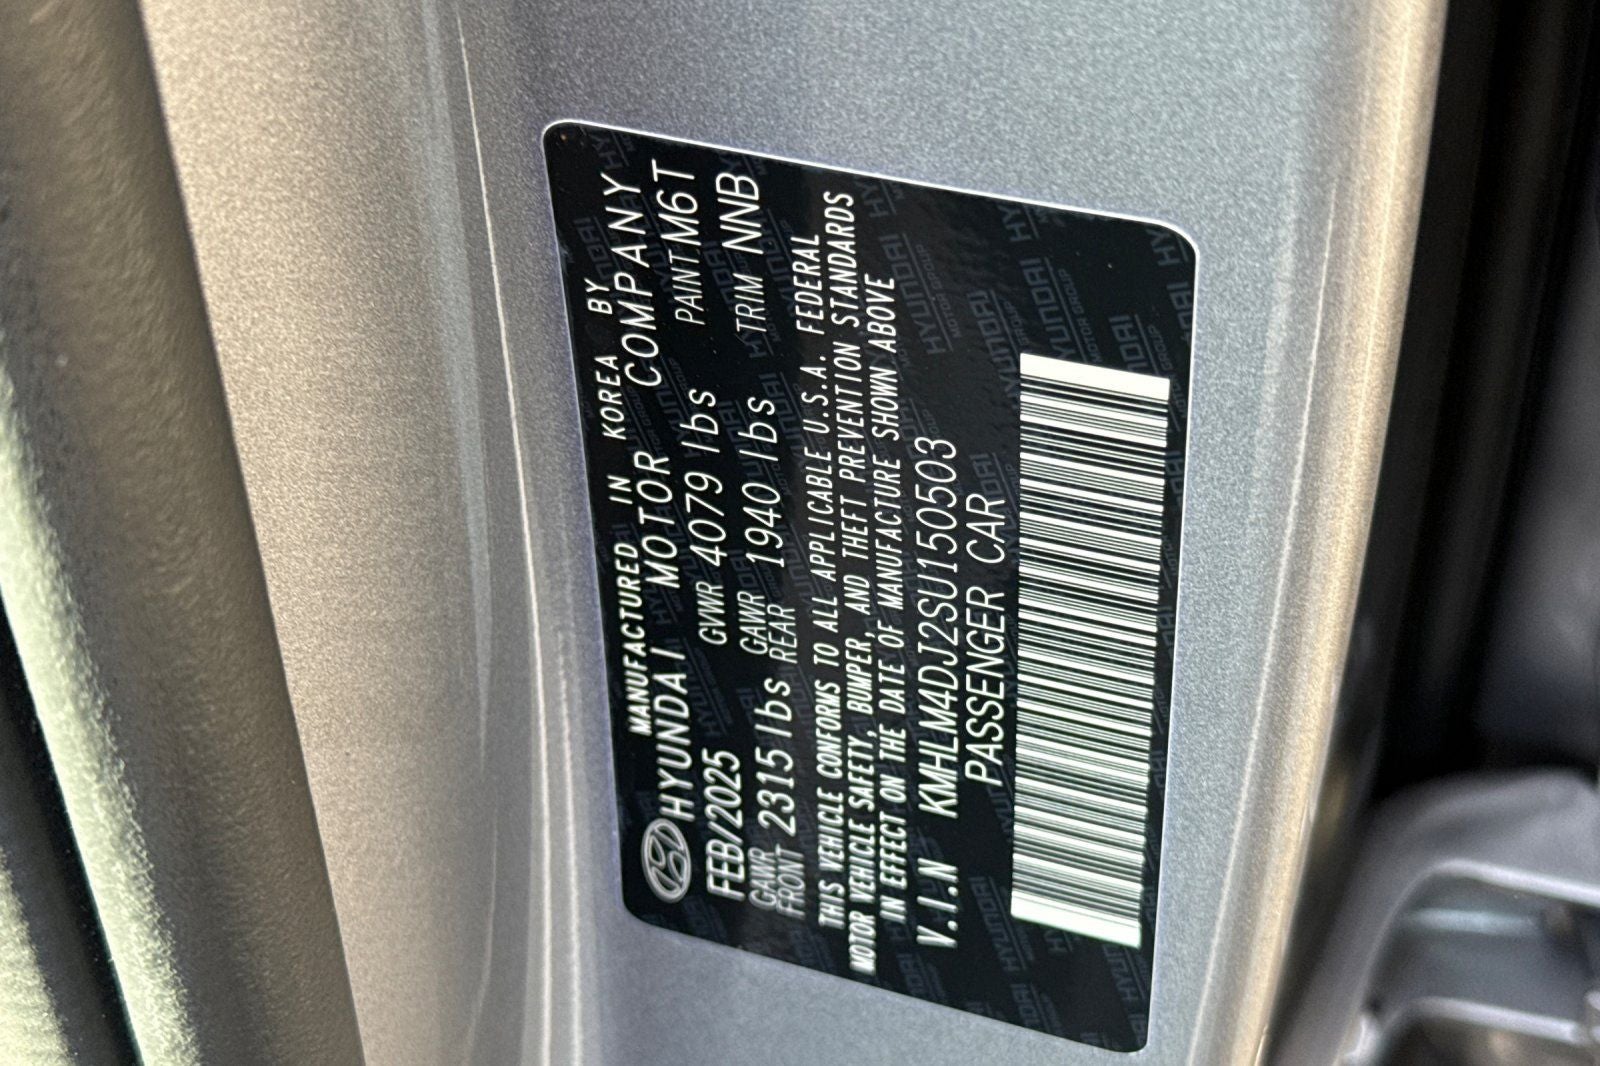 MANUFACTURED IN KOREA BY
HYUNDAI MOTOR COMPANY
FEB/2025 GVWR 4079 lbs PAINT M6T
GAWR FRONT 2315 lbs GAWR REAR 1940 lbs TRIM NNB
THIS VEHICLE CONFORMS TO ALL APPLICABLE U.S.A. FEDERAL
MOTOR VEHICLE SAFETY, BUMPER, AND THEFT PREVENTION STANDARDS
IN EFFECT ON THE DATE OF MANUFACTURE SHOWN ABOVE
V.I.N KMHLM4DJ2SU150503
PASSENGER CAR